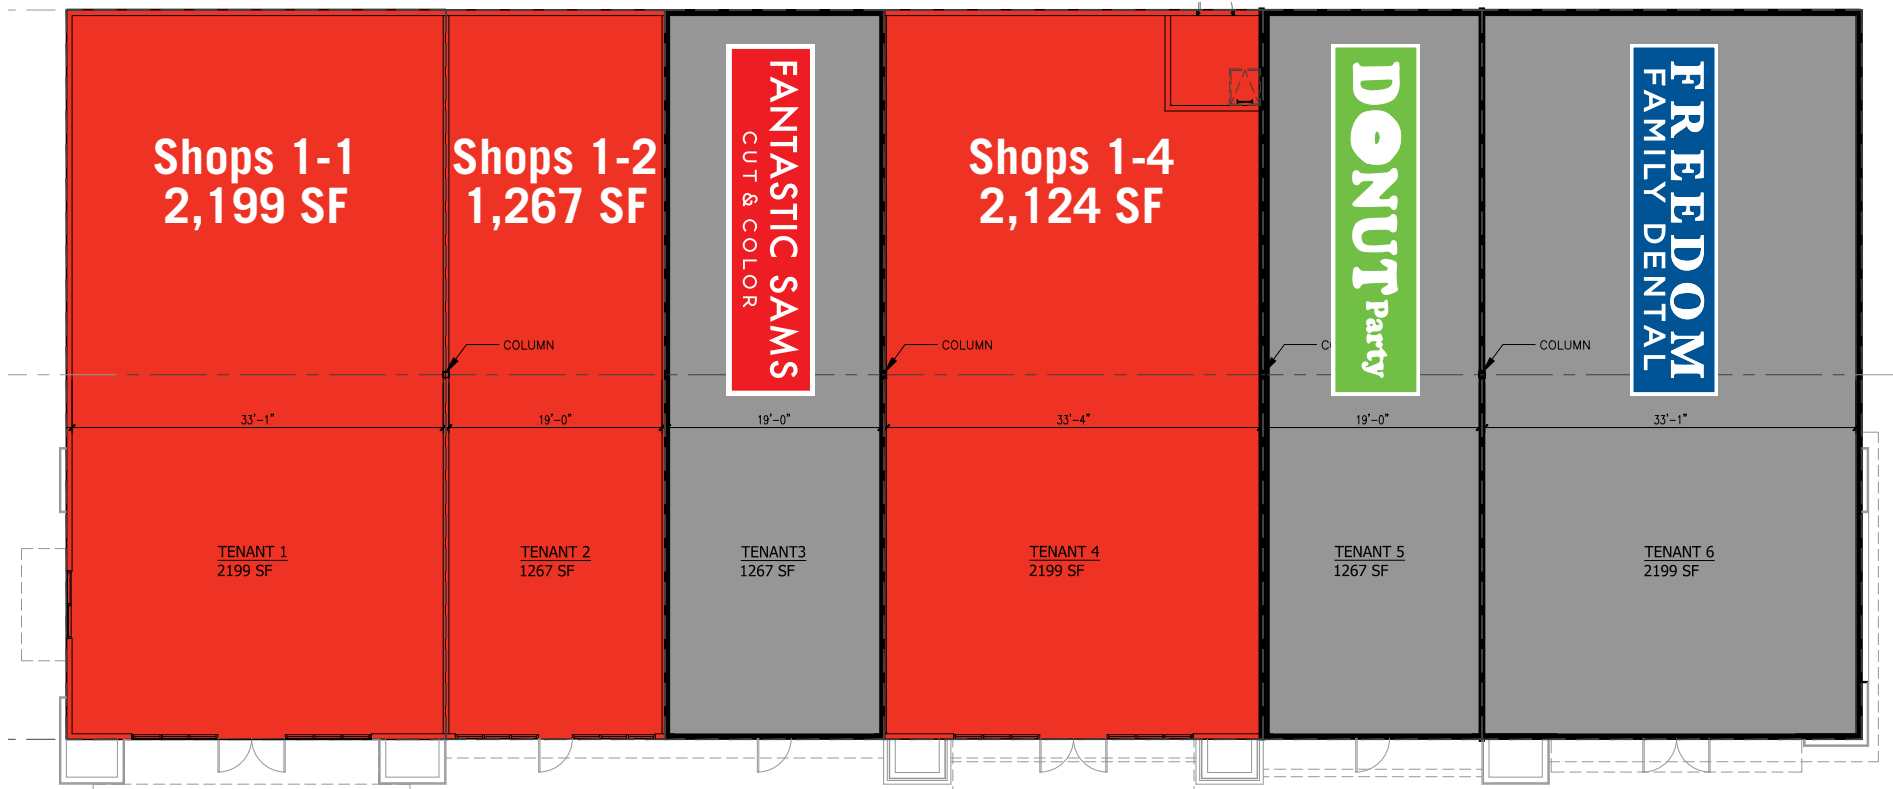 Shops 1-1
2,199 SF
Shops 1-2
1,267 SF
FANTASTIC SAMS
CUT & COLOR
Shops 1-4
2,124 SF
DONUT Party
FREEDOM
FAMILY DENTAL
COLUMN
COLUMN
COLUMN
33'-1"
19'-0"
19'-0"
33'-4"
19'-0"
33'-1"
TENANT 1
2199 SF
TENANT 2
1267 SF
TENANT3
1267 SF
TENANT 4
2199 SF
TENANT 5
1267 SF
TENANT 6
2199 SF